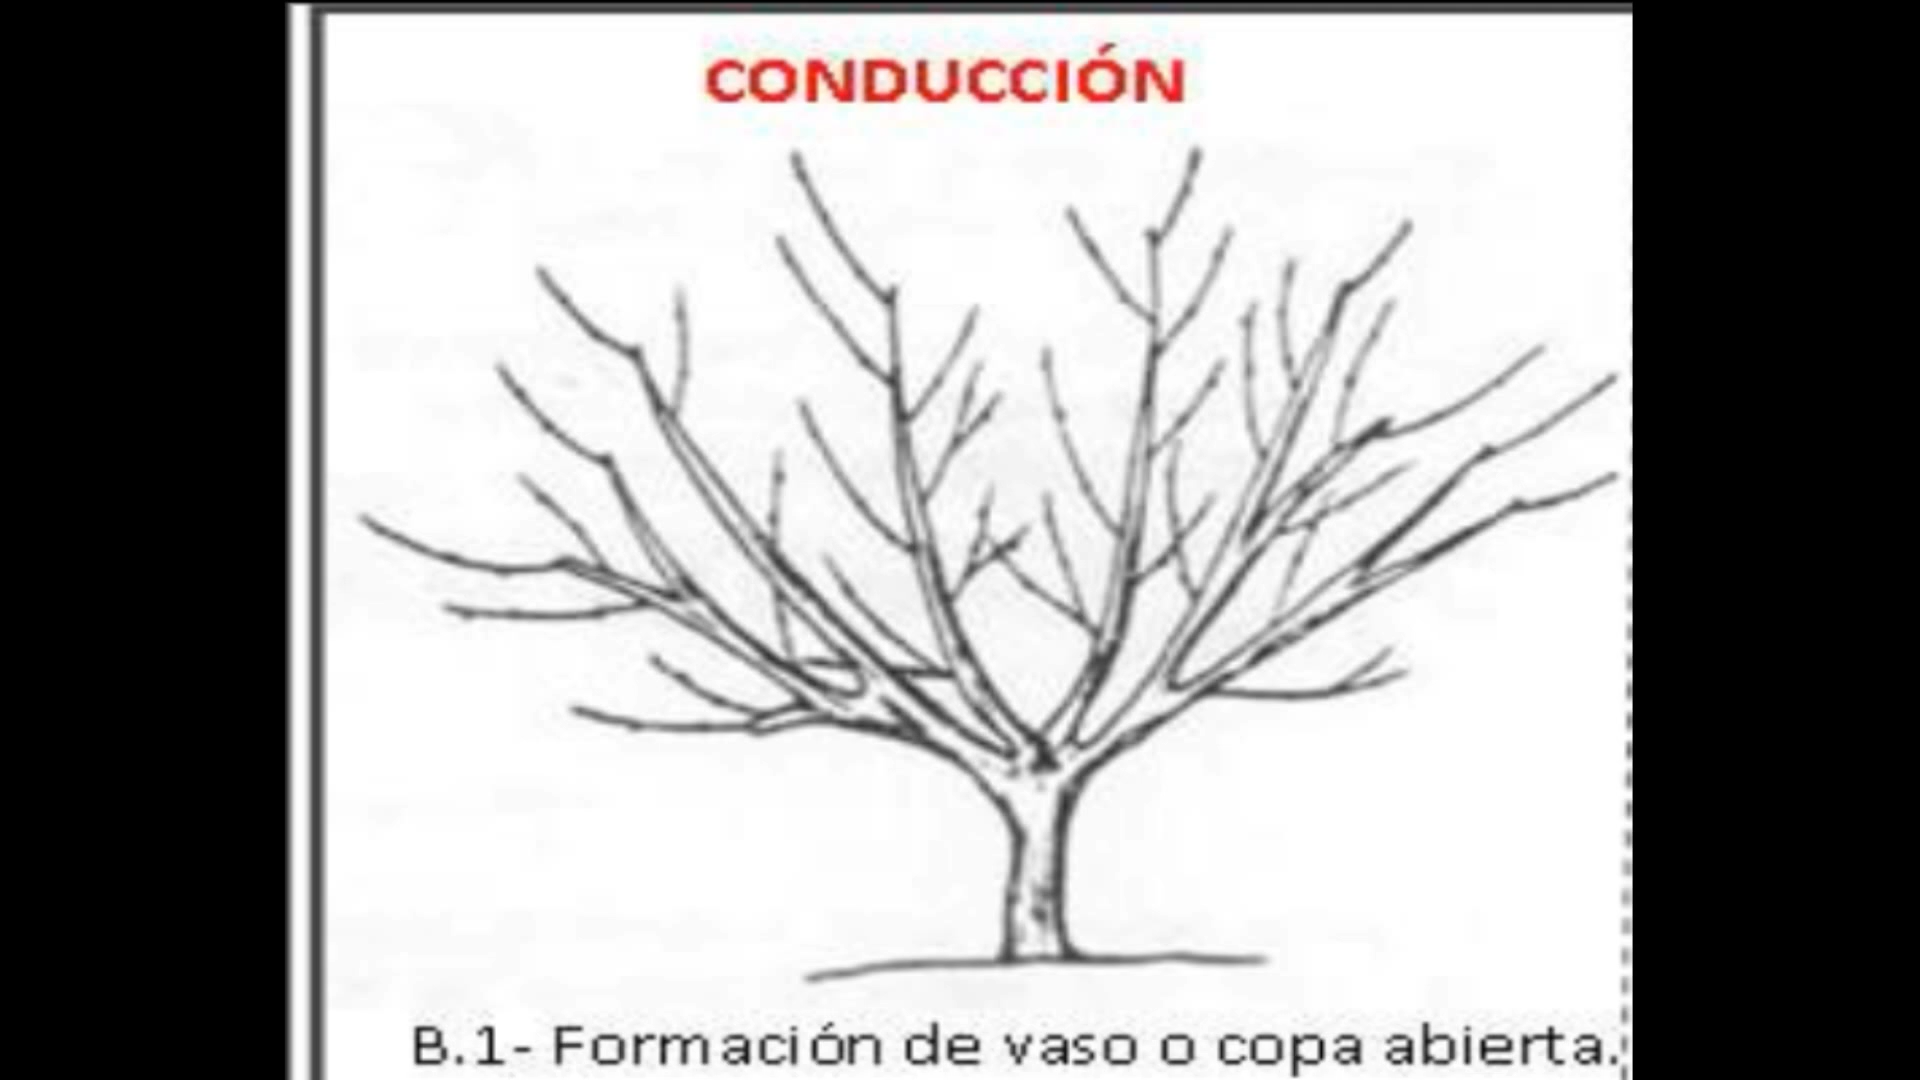 CONDUCCIÓN
B.1- Formación de vaso o copa abierta.